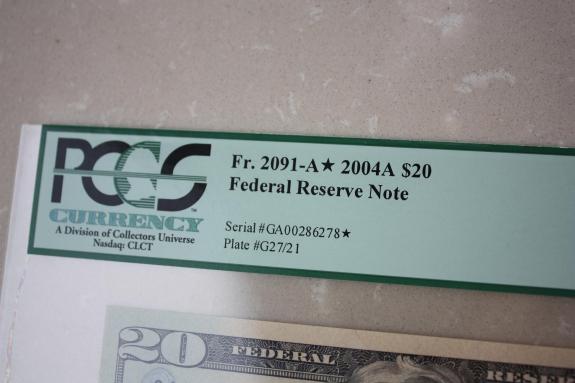 PCGS
CURRENCY
A Division of Collectors Universe
Nasdaq: CLCT
Fr. 2091-A★ 2004A $20
Federal Reserve Note
Serial #GA00286278★
Plate #G27/21
20
FEDERAL